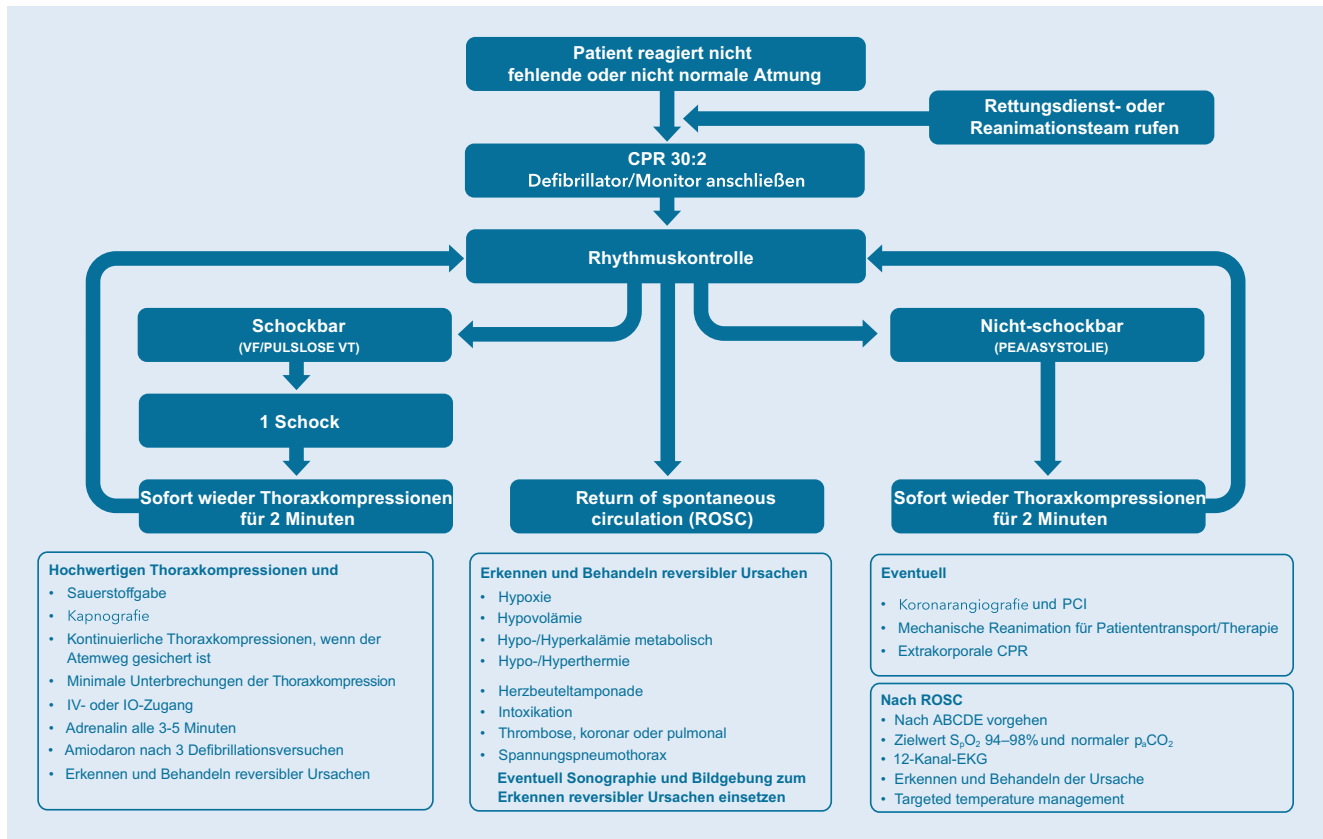 Patient reagiert nicht
fehlende oder nicht normale Atmung
Rettungsdienst- oder
Reanimationsteam rufen
CPR 30:2
Defibrillator/Monitor anschließen
Rhythmuskontrolle
Schockbar
(VF/PULSLOSE VT)
Nicht-schockbar
(PEA/ASYSTOLIE)
1 Schock
Sofort wieder Thoraxkompressionen
für 2 Minuten
Return of spontaneous
circulation (ROSC)
Sofort wieder Thoraxkompressionen
für 2 Minuten
Hochwertigen Thoraxkompressionen und
• Sauerstoffgabe
• Kapnografie
• Kontinuierliche Thoraxkompressionen, wenn der
Atemweg gesichert ist
• Minimale Unterbrechungen der Thoraxkompression
• IV- oder IO-Zugang
• Adrenalin alle 3-5 Minuten
• Amiodaron nach 3 Defibrillationsversuchen
• Erkennen und Behandeln reversibler Ursachen
Erkennen und Behandeln reversibler Ursachen
• Hypoxie
• Hypovolämie
• Hypo-/Hyperkalämie metabolisch
• Hypo-/Hyperthermie
• Herzbeuteltamponade
• Intoxikation
• Thrombose, koronar oder pulmonal
• Spannungspneumothorax
Eventuell Sonographie und Bildgebung zum
Erkennen reversibler Ursachen einsetzen
Eventuell
• Koronarangiografie und PCI
• Mechanische Reanimation für Patiententransport/Therapie
• Extrakorporale CPR
Nach ROSC
• Nach ABCDE vorgehen
• Zielwert SpO2 94–98% und normaler paCO2
• 12-Kanal-EKG
• Erkennen und Behandeln der Ursache
• Targeted temperature management